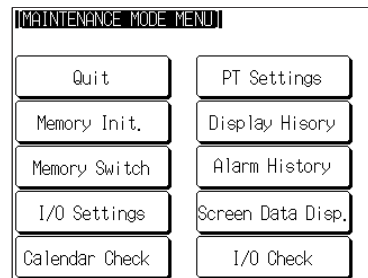 [MAINTENANCE MODE MENU]
Quit
PT Settings
Memory Init.
Display Hisory
Memory Switch
Alarm History
I/O Settings
Screen Data Disp.
Calendar Check
I/O Check